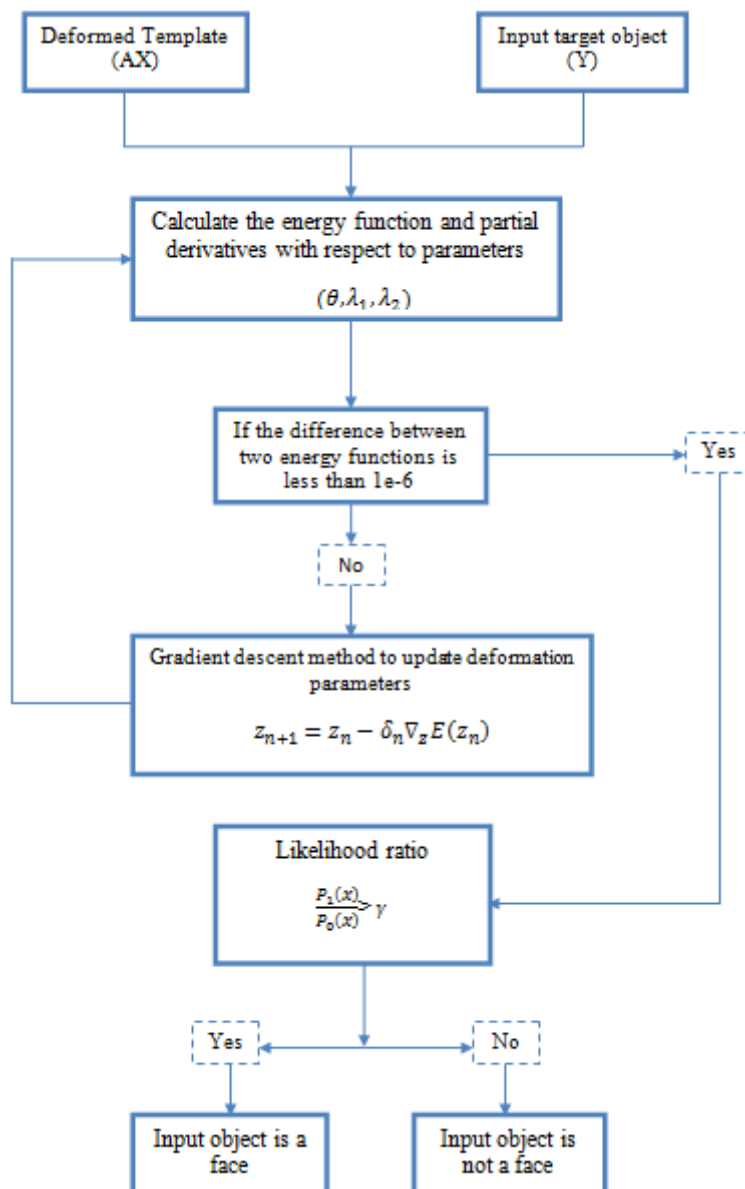 Deformed Template
(AX)
Input target object
(Y)
Calculate the energy function and partial
derivatives with respect to parameters
(θ,λ₁,λ₂)
If the difference between
two energy functions is
less than 1e-6
Yes
No
Gradient descent method to update deformation
parameters
zₙ₊₁ = zₙ − δₙ∇_zE(zₙ)
Likelihood ratio
P₁(x)/P₀(x) > γ
Yes
No
Input object is a
face
Input object is
not a face